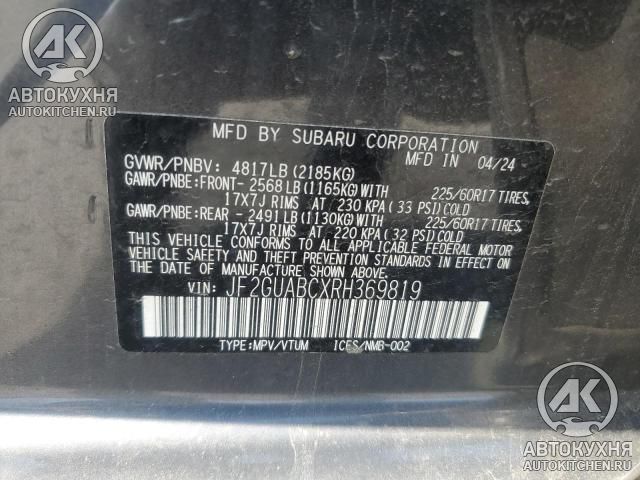 AK
АВТОКУХНЯ
AUTOKITCHEN.RU
MFD BY SUBARU CORPORATION
GVWR/PNBV: 4817LB (2185KG) MFD IN 04/24
GAWR/PNBE:FRONT- 2568LB (1165KG)WITH 225/60R17 TIRES,
17X7J RIMS AT 230 KPA( 33 PSI)COLD
GAWR/PNBE:REAR - 2491LB (1130KG)WITH 225/60R17 TIRES,
17X7J RIMS AT 220 KPA( 32 PSI)COLD
THIS VEHICLE CONFORMS TO ALL APPLICABLE FEDERAL MOTOR
VEHICLE SAFETY AND THEFT PREVENTION STANDARDS IN EFFECT
ON THE DATE OF MANUFACTURE SHOWN ABOVE.
VIN: JF2GUABCXRH369819
TYPE:MPV/VTUM ICES/NMB-002
AK
АВТОКУХНЯ
AUTOKITCHEN.RU